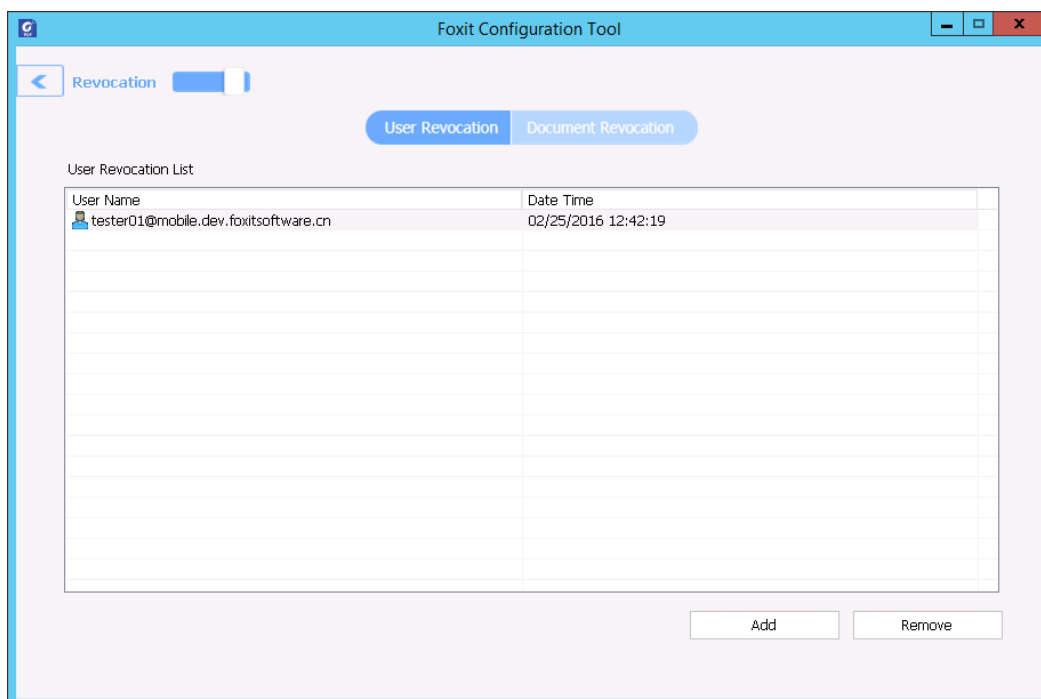 Foxit Configuration Tool
Revocation
User Revocation Document Revocation
User Revocation List
User Name Date Time
tester01@mobile.dev.foxitsoftware.cn 02/25/2016 12:42:19
Add Remove